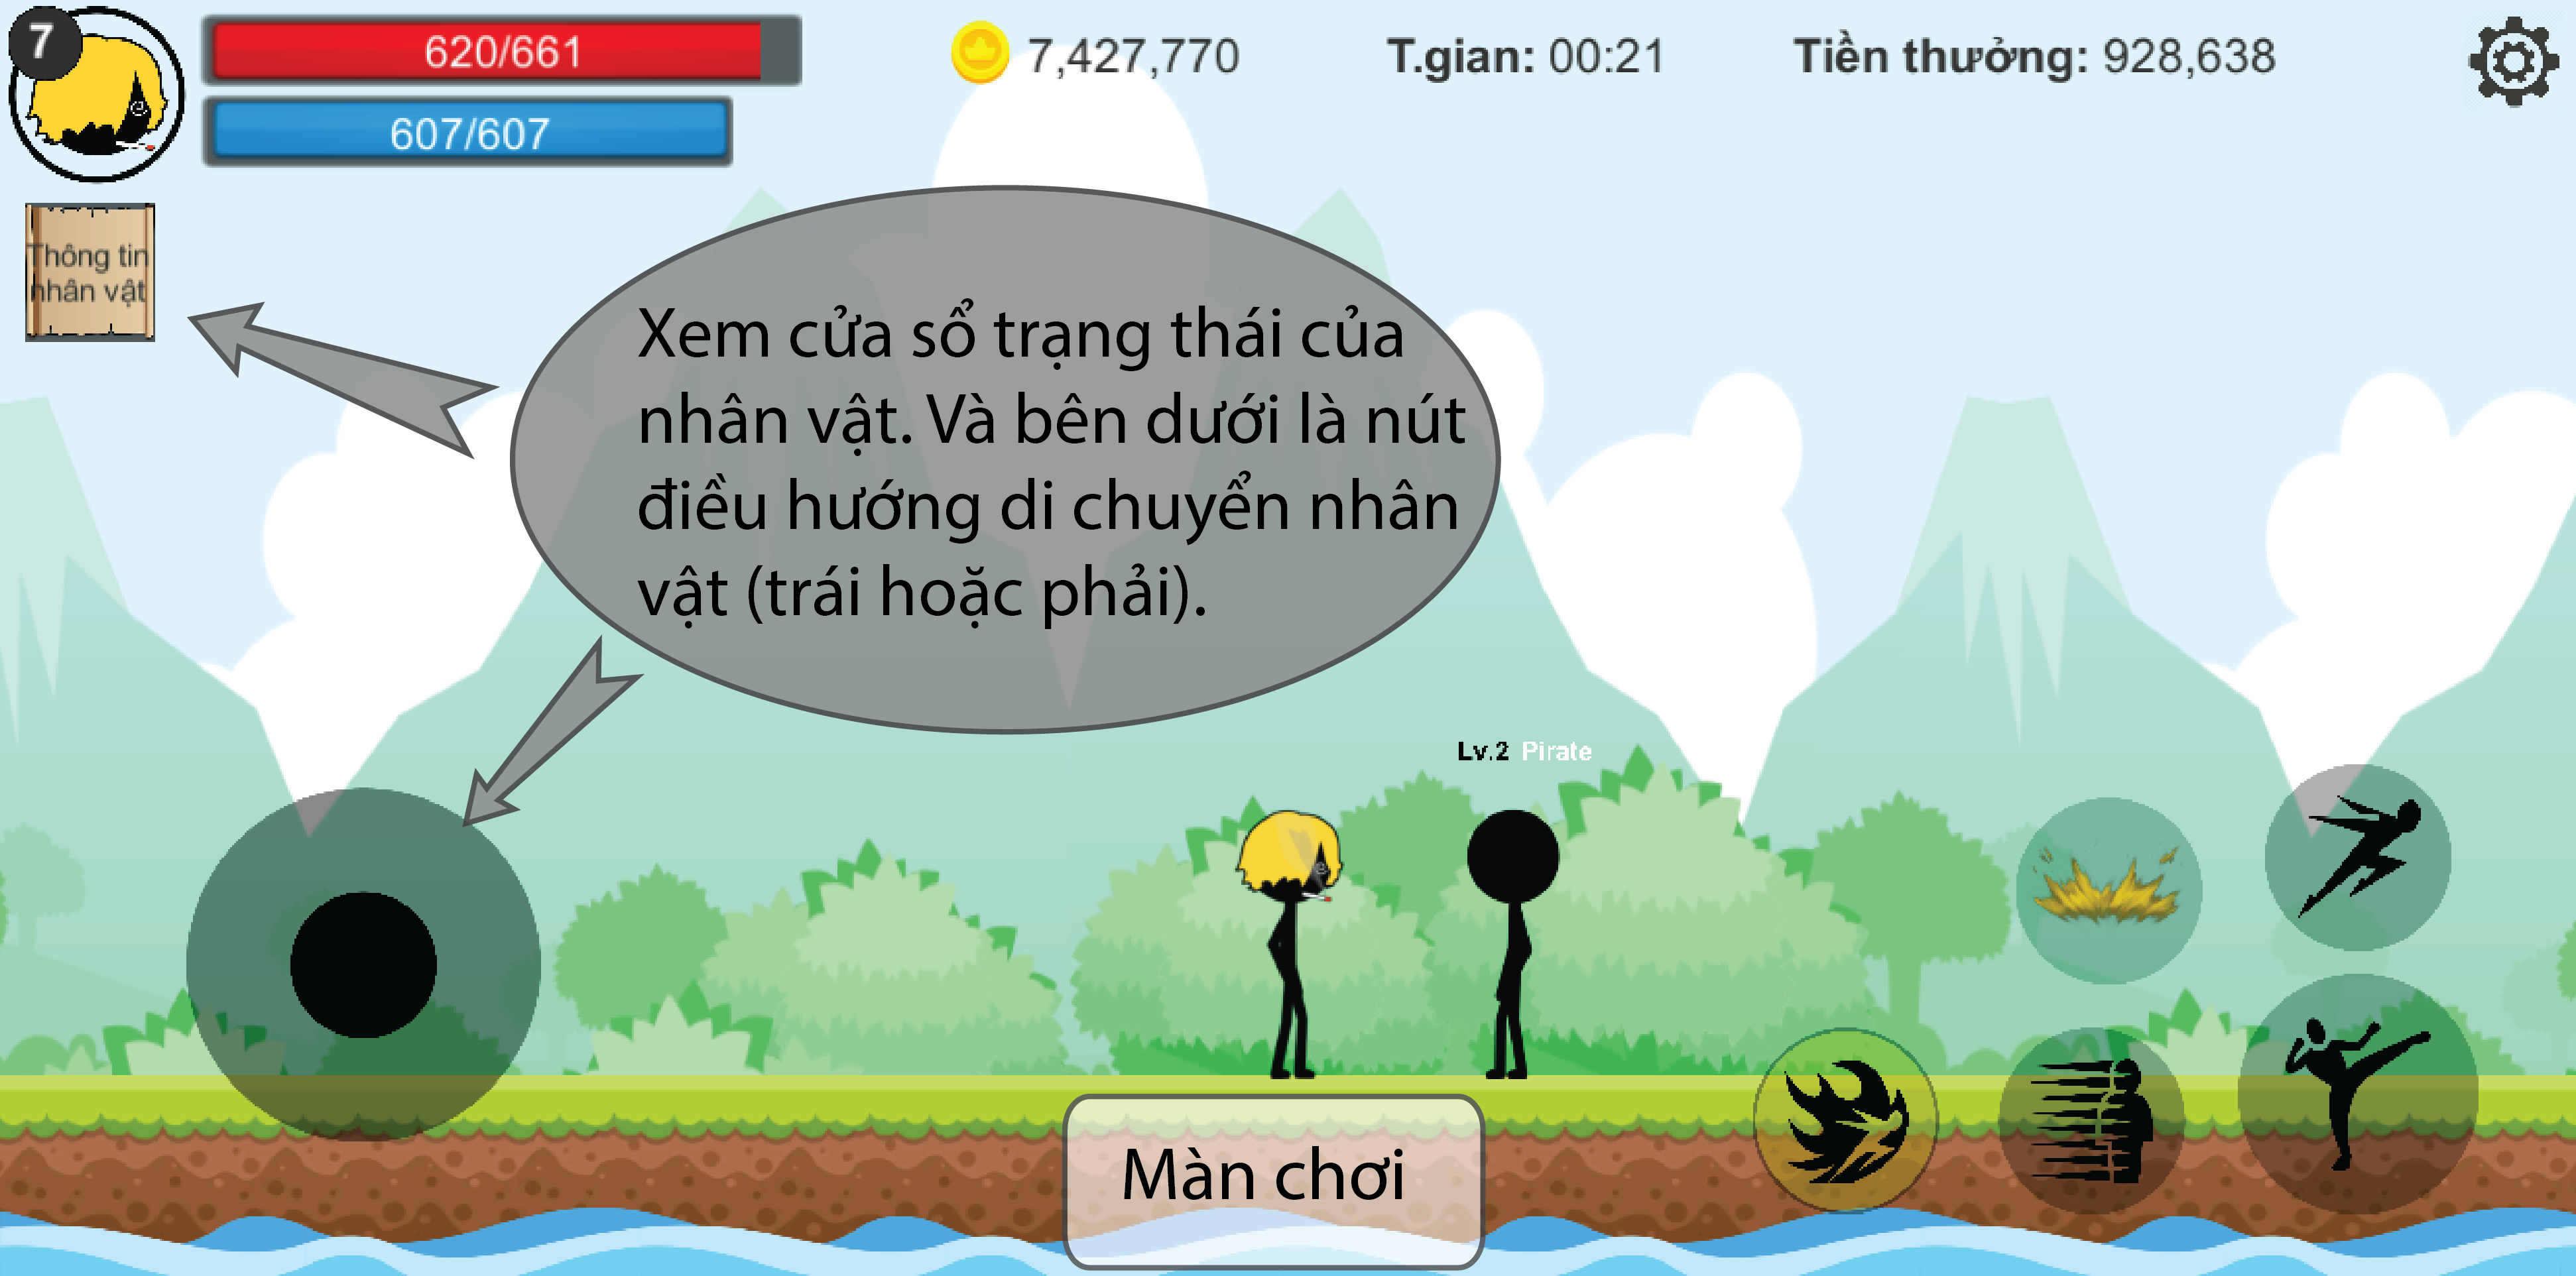 7
620/661
607/607
7,427,770
T.gian: 00:21
Tiền thưởng: 928,638
Thông tin
nhân vật
Xem cửa sổ trạng thái của
nhân vật. Và bên dưới là nút
điều hướng di chuyển nhân
vật (trái hoặc phải).
Lv.2 Pirate
Màn chơi